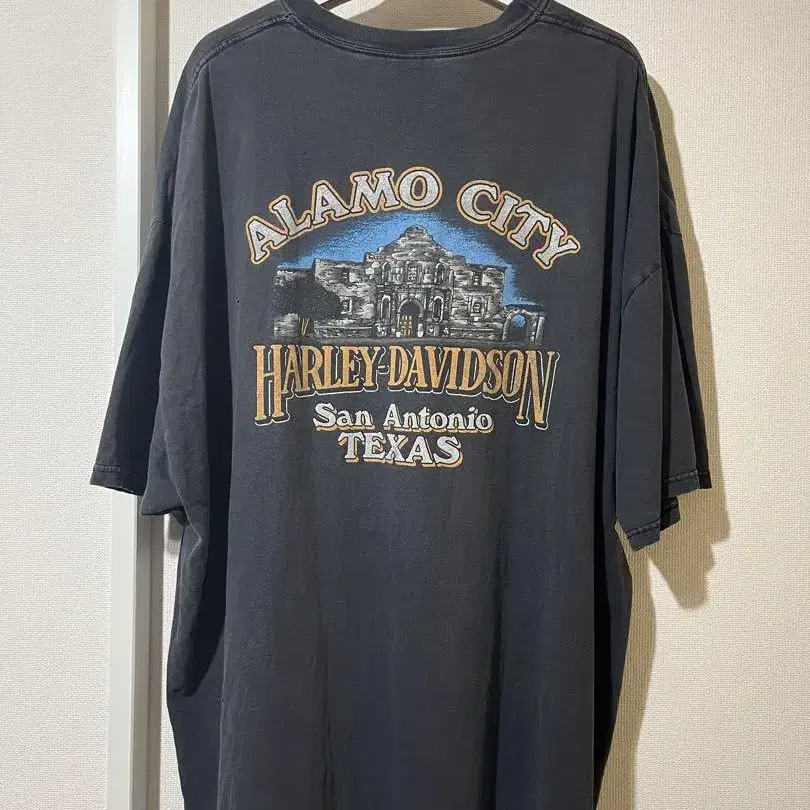 ALAMO CITY
HARLEY-DAVIDSON
San Antonio
TEXAS